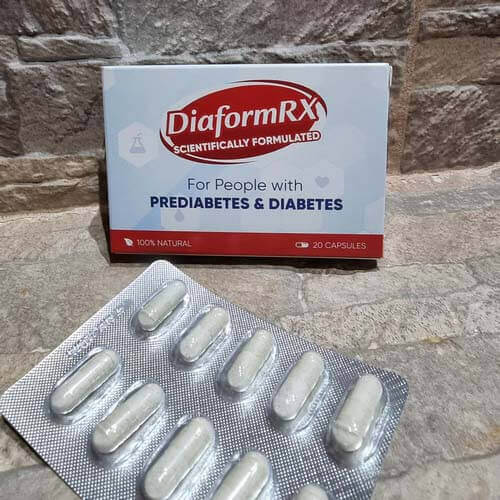 DiaformRX
SCIENTIFICALLY FORMULATED
For People with
PREDIABETES & DIABETES
100% NATURAL
20 CAPSULES